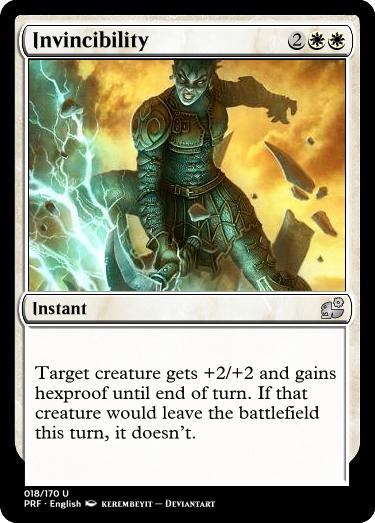 Invincibility 2
Instant
Target creature gets +2/+2 and gains
hexproof until end of turn. If that
creature would leave the battlefield
this turn, it doesn't.
018/170 U
PRF • English KEREMBEYIT — DEVIANTART